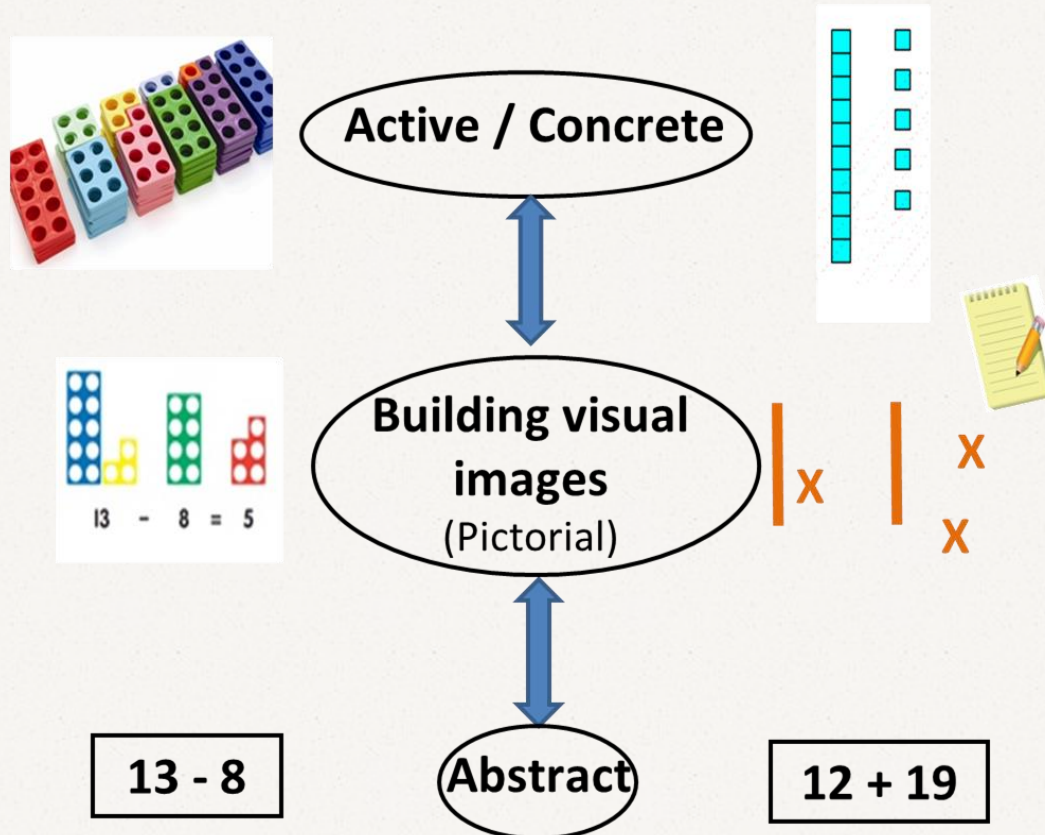 Active / Concrete
Building visual
images
(Pictorial)
13 - 8 = 5
X
X
X
Abstract
13 - 8
12 + 19